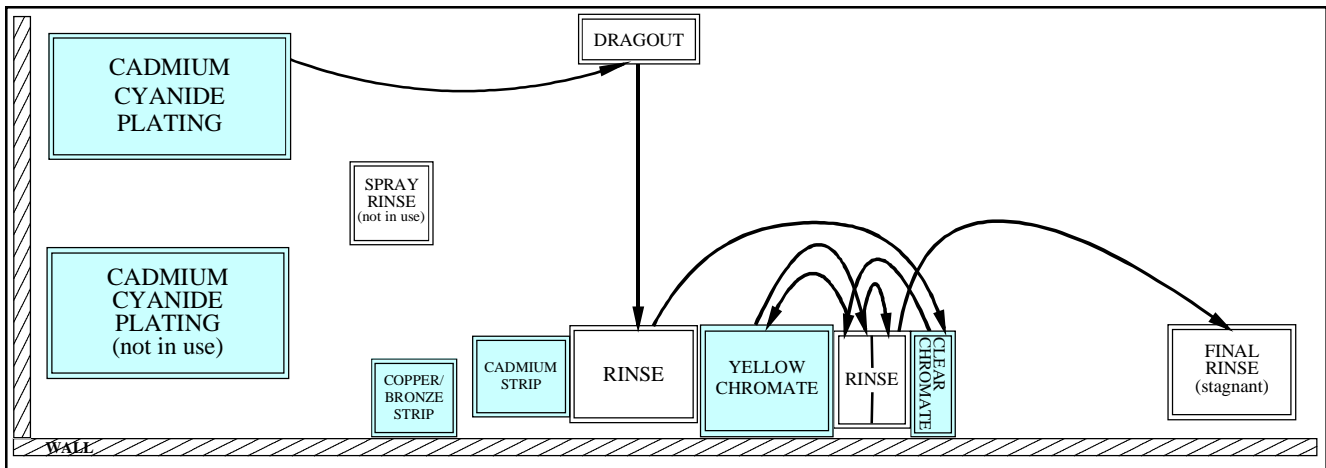 CADMIUM
CYANIDE
PLATING
DRAGOUT
SPRAY
RINSE
(not in use)
CADMIUM
CYANIDE
PLATING
(not in use)
COPPER/
BRONZE
STRIP
CADMIUM
STRIP
RINSE
YELLOW
CHROMATE
RINSE
CLEAR
CHROMATE
FINAL
RINSE
(stagnant)
WALL